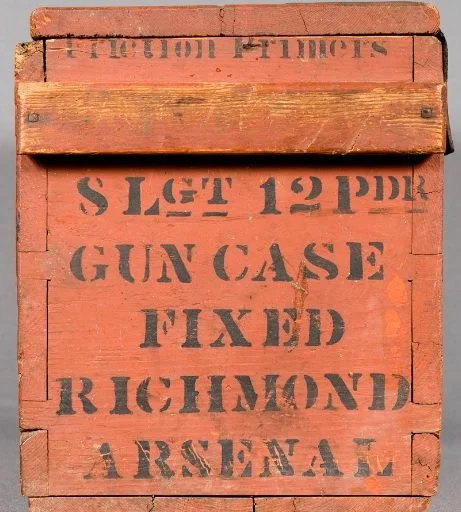 Friction Primers
S LGT 12 PDR
GUN CASE
FIXED
RICHMOND
ARSENAL